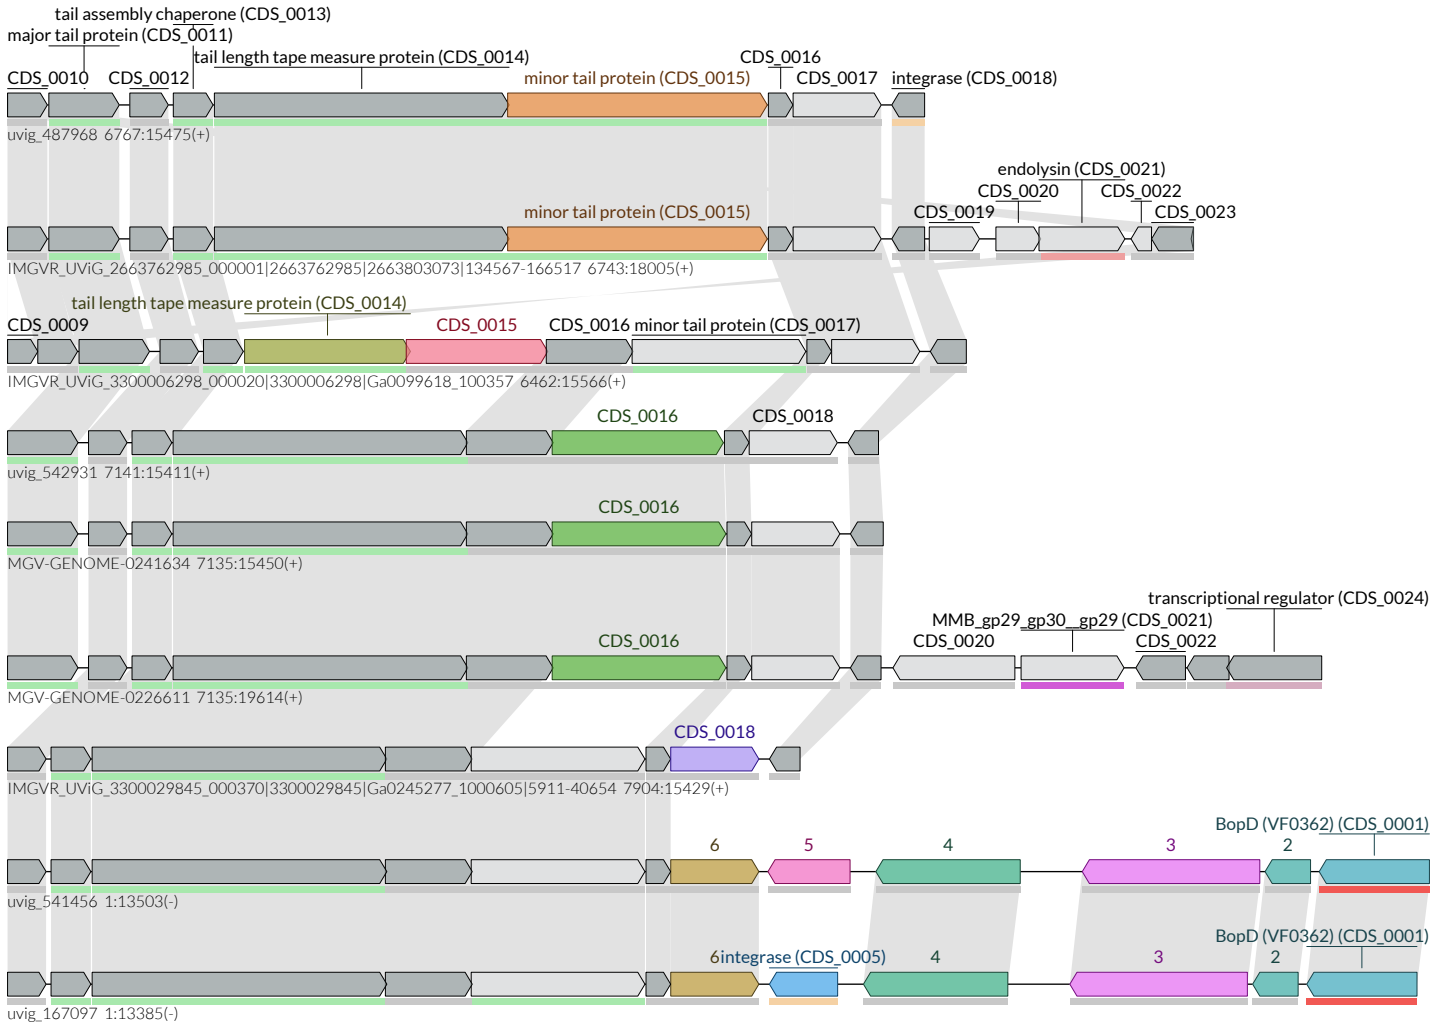 tail assembly chaperone (CDS_0013)
major tail protein (CDS_0011)
tail length tape measure protein (CDS_0014) CDS_0016
CDS_0010 CDS_0012 minor tail protein (CDS_0015) CDS_0017 integrase (CDS_0018)
uvig_487968 6767:15475(+)
endolysin (CDS_0021)
CDS_0020 CDS_0022
minor tail protein (CDS_0015) CDS_0019 CDS_0023
IMGVR_UViG_2663762985_000001|2663762985|2663803073|134567-166517 6743:18005(+)
tail length tape measure protein (CDS_0014)
CDS_0009 CDS_0015 CDS_0016 minor tail protein (CDS_0017)
IMGVR_UViG_3300006298_000020|3300006298|Ga0099618_100357 6462:15566(+)
CDS_0016 CDS_0018
uvig_542931 7141:15411(+)
CDS_0016
MGV-GENOME-0241634 7135:15450(+)
transcriptional regulator (CDS_0024)
MMB_gp29_gp30__gp29 (CDS_0021)
CDS_0016 CDS_0020 CDS_0022
MGV-GENOME-0226611 7135:19614(+)
CDS_0018
IMGVR_UViG_3300029845_000370|3300029845|Ga0245277_1000605|5911-40654 7904:15429(+)
BopD (VF0362) (CDS_0001)
6 5 4 3 2
uvig_541456 1:13503(-)
BopD (VF0362) (CDS_0001)
6 integrase (CDS_0005) 4 3 2
uvig_167097 1:13385(-)